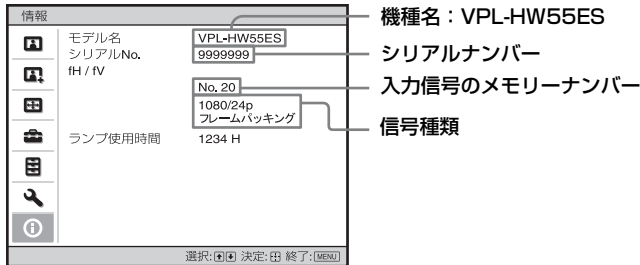 情報
モデル名 VPL-HW55ES
シリアルNo. 9999999
fH / fV
No. 20
1080/24p
フレームパッキング
ランプ使用時間 1234 H
選択: 決定: 終了: MENU
機種名：VPL-HW55ES
シリアルナンバー
入力信号のメモリーナンバー
信号種類